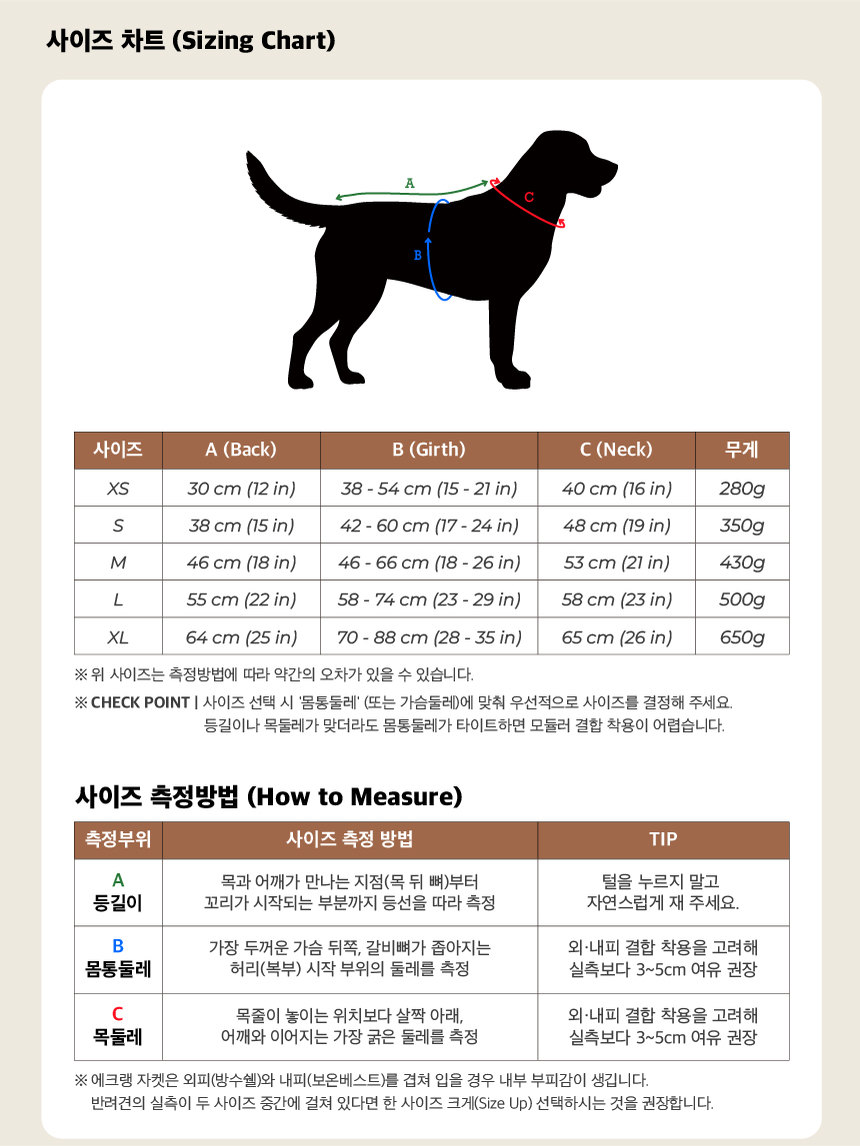 사이즈 차트 (Sizing Chart)
A
C
B
사이즈 A (Back) B (Girth) C (Neck) 무게
XS 30 cm (12 in) 38 - 54 cm (15 - 21 in) 40 cm (16 in) 280g
S 38 cm (15 in) 42 - 60 cm (17 - 24 in) 48 cm (19 in) 350g
M 46 cm (18 in) 46 - 66 cm (18 - 26 in) 53 cm (21 in) 430g
L 55 cm (22 in) 58 - 74 cm (23 - 29 in) 58 cm (23 in) 500g
XL 64 cm (25 in) 70 - 88 cm (28 - 35 in) 65 cm (26 in) 650g
※ 위 사이즈는 측정방법에 따라 약간의 오차가 있을 수 있습니다.
※ CHECK POINT | 사이즈 선택 시 '몸통둘레' (또는 가슴둘레)에 맞춰 우선적으로 사이즈를 결정해 주세요.
등길이나 목둘레가 맞더라도 몸통둘레가 타이트하면 모듈러 결합 착용이 어렵습니다.
사이즈 측정방법 (How to Measure)
측정부위 사이즈 측정 방법 TIP
A
등길이
목과 어깨가 만나는 지점(목 뒤 뼈)부터
꼬리가 시작되는 부분까지 등선을 따라 측정
털을 누르지 말고
자연스럽게 재 주세요.
B
몸통둘레
가장 두꺼운 가슴 뒤쪽, 갈비뼈가 좁아지는
허리(복부) 시작 부위의 둘레를 측정
외·내피 결합 착용을 고려해
실측보다 3~5cm 여유 권장
C
목둘레
목줄이 놓이는 위치보다 살짝 아래,
어깨와 이어지는 가장 굵은 둘레를 측정
외·내피 결합 착용을 고려해
실측보다 3~5cm 여유 권장
※ 에크랭 자켓은 외피(방수쉘)와 내피(보온베스트)를 겹쳐 입을 경우 내부 부피감이 생깁니다.
반려견의 실측이 두 사이즈 중간에 걸쳐 있다면 한 사이즈 크게(Size Up) 선택하시는 것을 권장합니다.